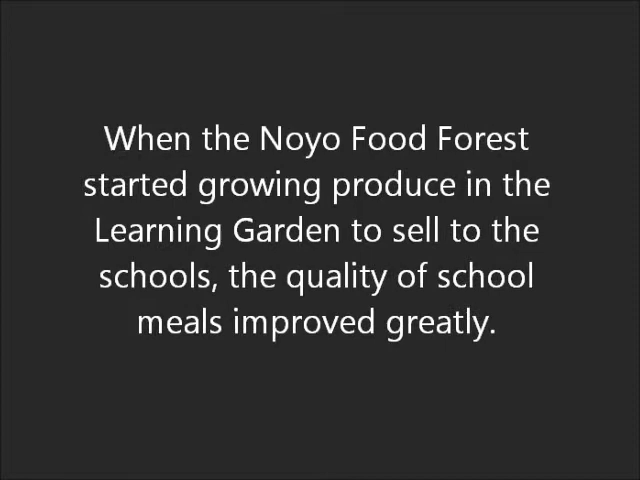 When the Noyo Food Forest
started growing produce in the
Learning Garden to sell to the
schools, the quality of school
meals improved greatly.